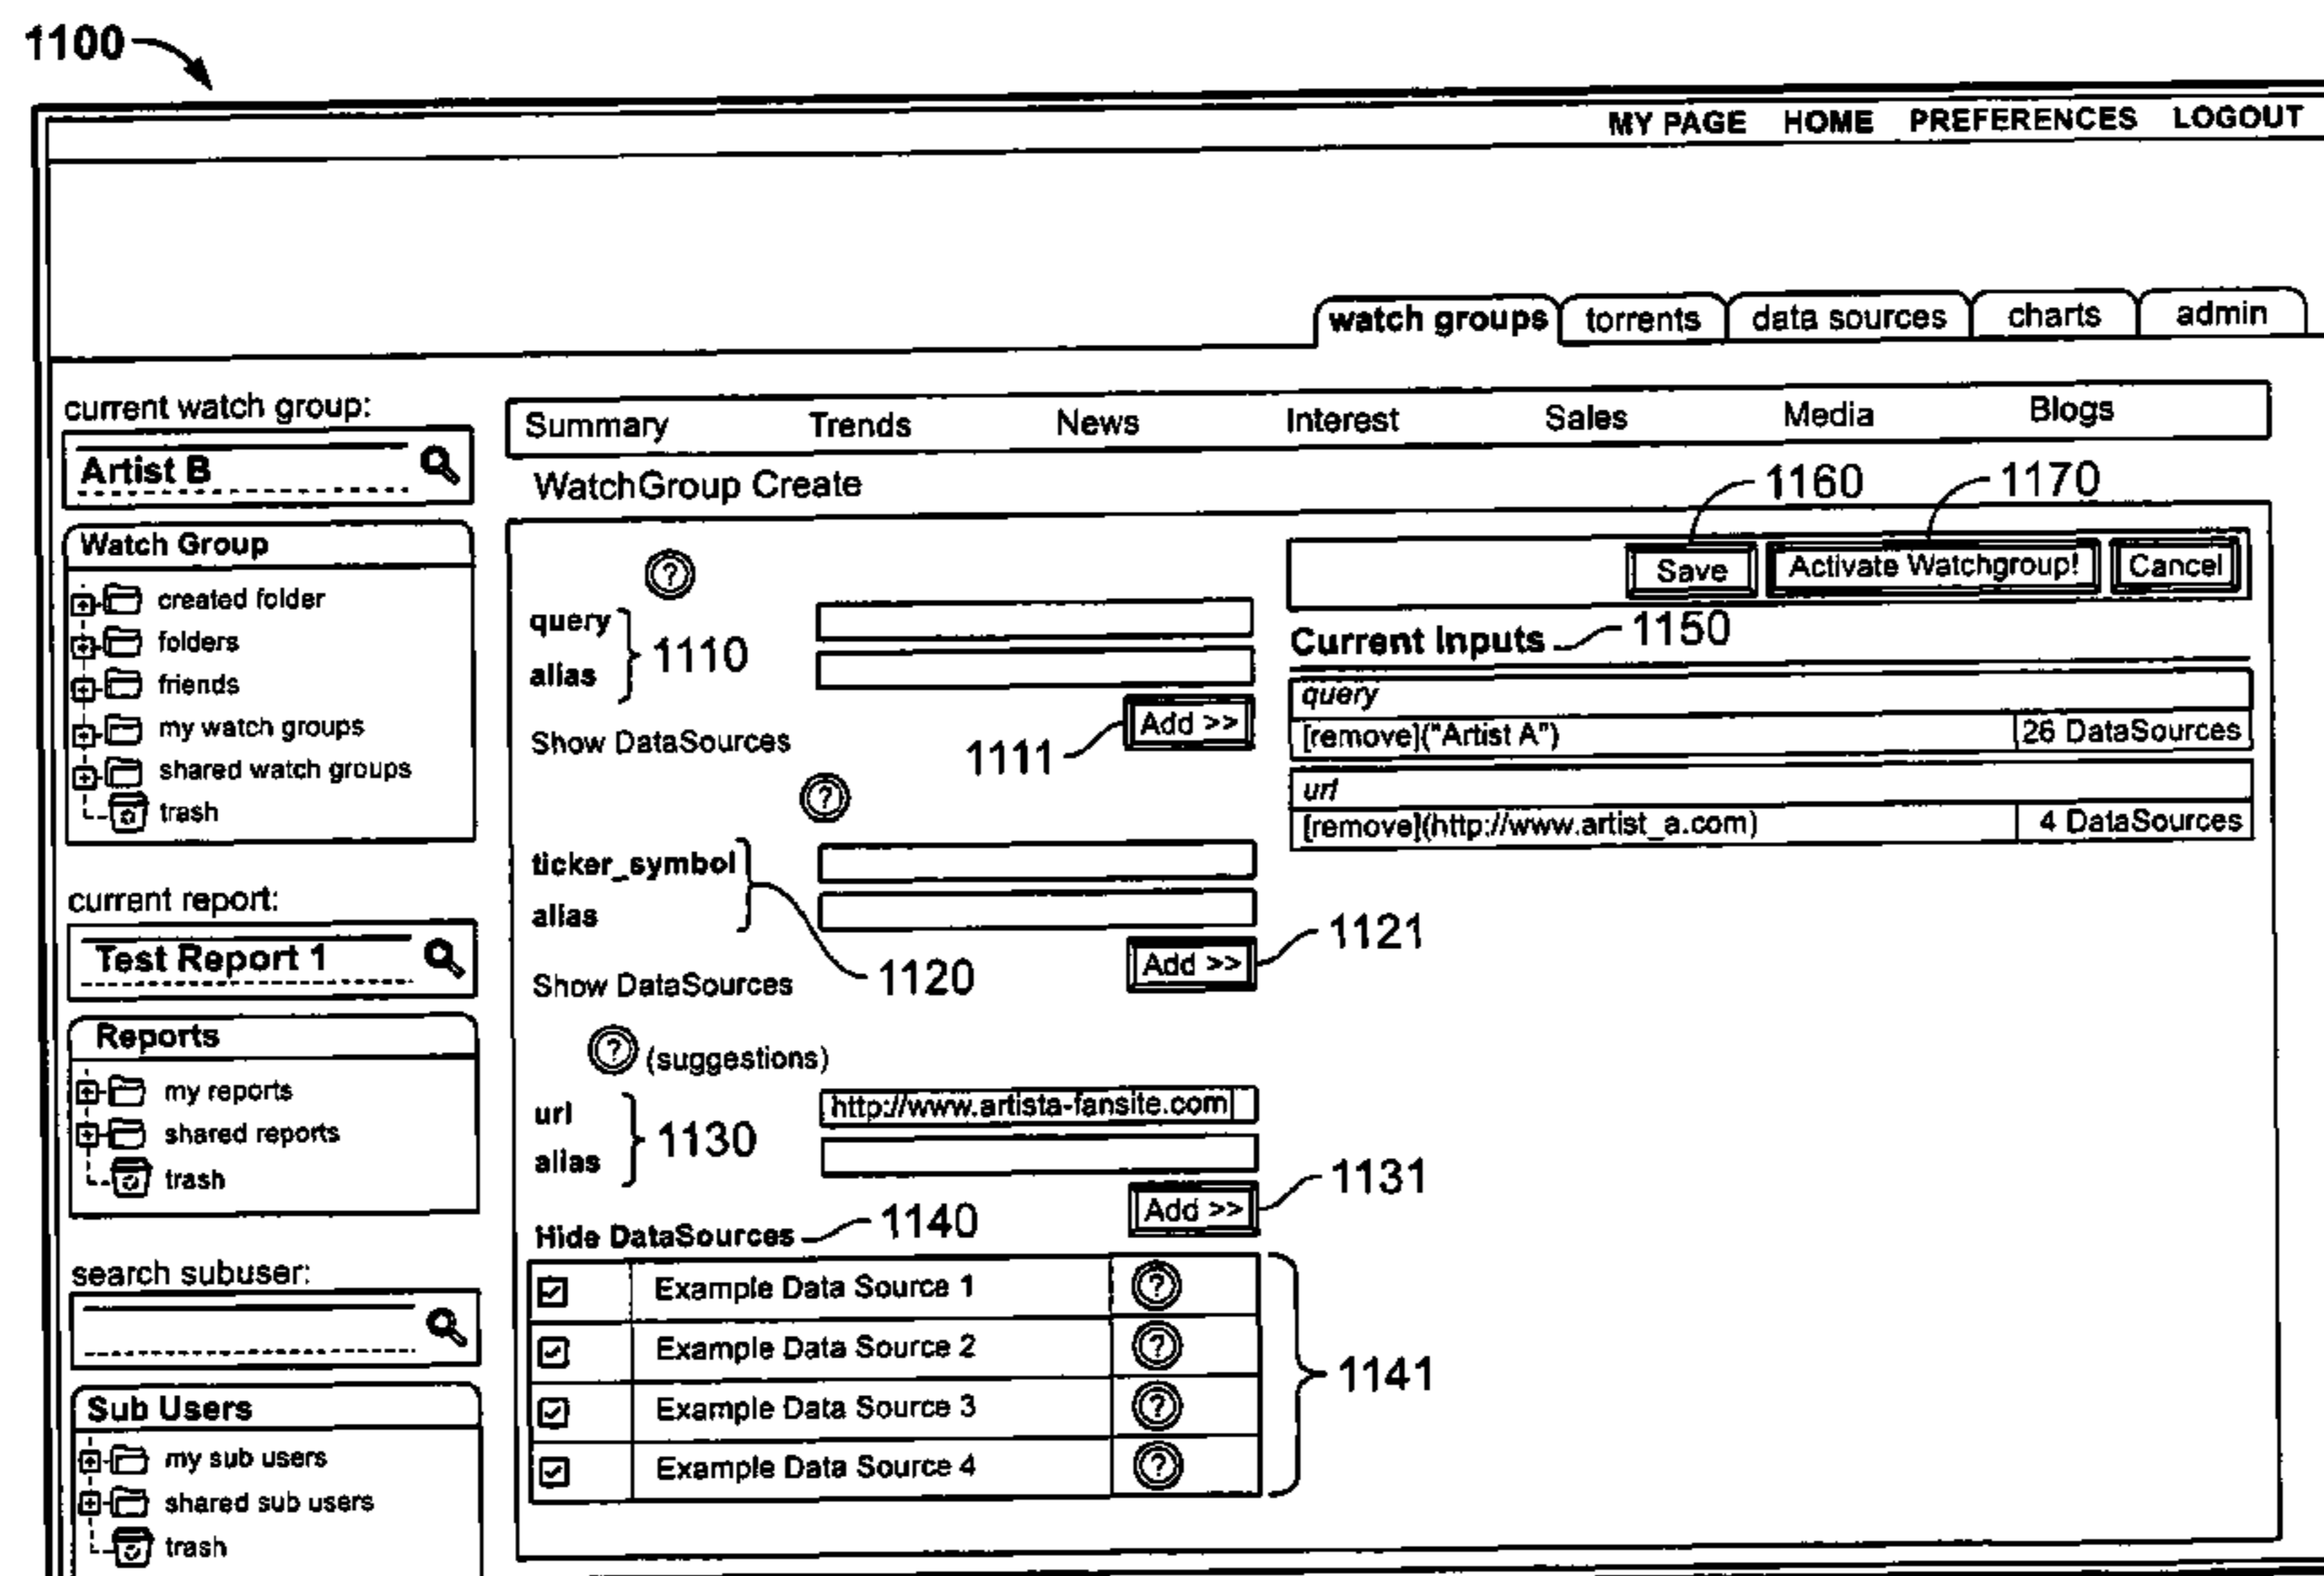 1100
MY PAGE HOME PREFERENCES LOGOUT
watch groups torrents data sources charts admin
current watch group:
Artist B
Watch Group
created folder
folders
friends
my watch groups
shared watch groups
trash
current report:
Test Report 1
Reports
my reports
shared reports
trash
search subuser:
Sub Users
my sub users
shared sub users
trash
Summary Trends News Interest Sales Media Blogs
WatchGroup Create
1160 1170
?
Save Activate Watchgroup! Cancel
query
alias
1110
Add >>
1111
Show DataSources
?
ticker_symbol
alias
1120
Add >>
1121
Show DataSources
? (suggestions)
url http://www.artista-fansite.com
alias
1130
Add >>
1131
Hide DataSources 1140
Example Data Source 1 ?
Example Data Source 2 ?
Example Data Source 3 ?
Example Data Source 4 ?
1141
Current Inputs 1150
query
[remove]("Artist A") 26 DataSources
url
[remove](http://www.artist_a.com) 4 DataSources